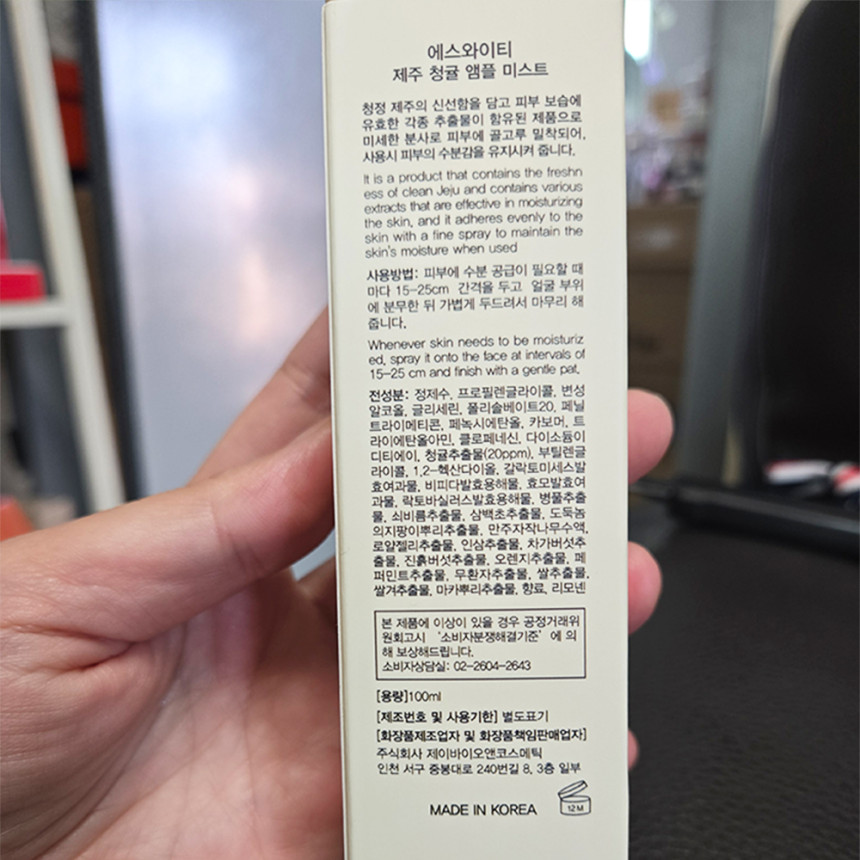 에스와이티
제주 청귤 앰플 미스트
청정 제주의 신선함을 담고 피부 보습에
유효한 각종 추출물이 함유된 제품으로
미세한 분사로 피부에 골고루 밀착되어,
사용시 피부의 수분감을 유지시켜 줍니다.
It is a product that contains the freshn
ess of clean Jeju and contains various
extracts that are effective in moisturizing
the skin, and it adheres evenly to the
skin with a fine spray to maintain the
skin's moisture when used
사용방법: 피부에 수분 공급이 필요할 때
마다 15-25cm 간격을 두고 얼굴 부위
에 분무한 뒤 가볍게 두드려서 마무리 해
줍니다.
Whenever skin needs to be moisturiz
ed, spray it onto the face at intervals of
15-25 cm and finish with a gentle pat.
전성분: 정제수, 프로필렌글라이콜, 변성
알코올, 글리세린, 폴리솔베이트20, 페닐
트라이메티콘, 페녹시에탄올, 카보머, 트
라이에탄올아민, 클로페네신, 다이소듐이
디티에이, 청귤추출물(20ppm), 부틸렌글
라이콜, 1,2-헥산다이올, 갈락토미세스발
효여과물, 비피다발효용해물, 효모발효여
과물, 락토바실러스발효용해물, 병풀추출
물, 쇠비름추출물, 삼백초추출물, 도둑놈
의지팡이뿌리추출물, 만주자작나무수액,
로얄젤리추출물, 인삼추출물, 차가버섯추
출물, 진흙버섯추출물, 오렌지추출물, 페
퍼민트추출물, 무환자추출물, 쌀추출물,
쌀겨추출물, 마카뿌리추출물, 향료, 리모넨
본 제품에 이상이 있을 경우 공정거래위
원회고시 '소비자분쟁해결기준' 에 의
해 보상해드립니다.
소비자상담실: 02-2604-2643
[용량]100ml
[제조번호 및 사용기한] 별도표기
[화장품제조업자 및 화장품책임판매업자]
주식회사 제이바이오앤코스메틱
인천 서구 중봉대로 240번길 8, 3층 일부
MADE IN KOREA
12M